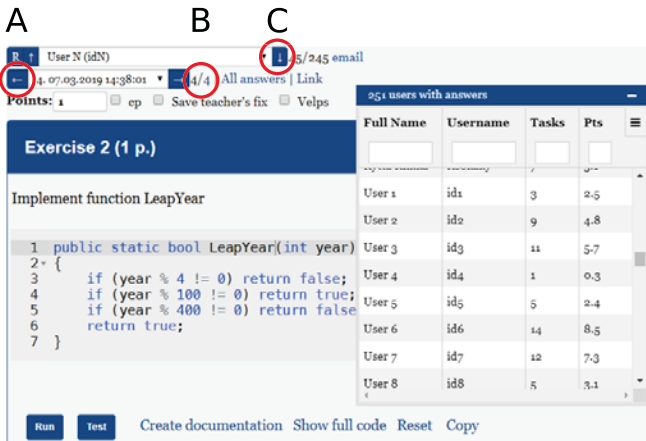 A B C
R ↑ User N (idN) ↓ 45/245 email
← 4. 07.03.2019 14:38:01 → 4/4 All answers | Link
Points: 1 cp Save teacher's fix Velps
Exercise 2 (1 p.)
Implement function LeapYear
1 public static bool LeapYear(int year)
2 {
3 if (year % 4 != 0) return false;
4 if (year % 100 != 0) return true;
5 if (year % 400 != 0) return false
6 return true;
7 }
Run Test Create documentation Show full code Reset Copy
251 users with answers
Full Name Username Tasks Pts
User 1 id1 3 2.5
User 2 id2 9 4.8
User 3 id3 11 5.7
User 4 id4 1 0.3
User 5 id5 5 2.4
User 6 id6 14 8.5
User 7 id7 12 7.3
User 8 id8 5 3.1